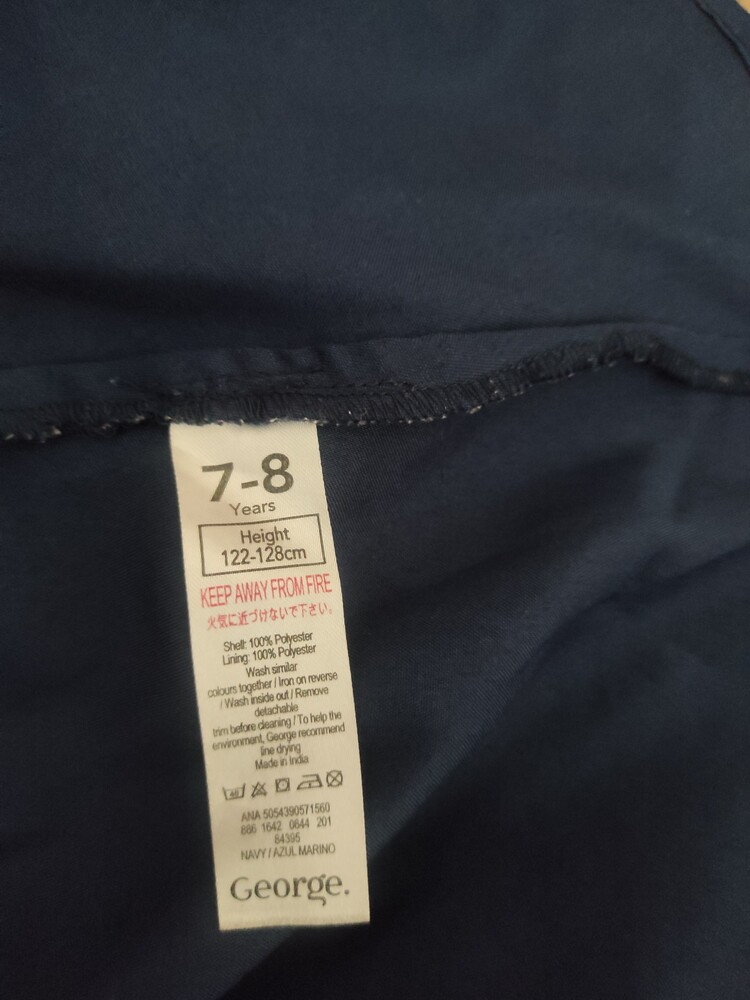 7-8
Years
Height
122-128cm
KEEP AWAY FROM FIRE
火気に近づけないで下さい。
Shell: 100% Polyester
Lining: 100% Polyester
Wash similar
colours together / Iron on reverse
/ Wash inside out / Remove
detachable
trim before cleaning / To help the
environment, George recommend
line drying
Made in India
40
ANA 5054390571560
886 1642 0844 201
84395
NAVY / AZUL MARINO
George.